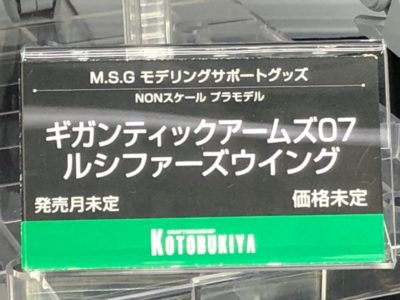 M.S.G モデリングサポートグッズ
NONスケール プラモデル
ギガンティックアームズ07
ルシファーズウイング
発売月未定 価格未定
CRAFTSMANSHIP
KOTOBUKIYA